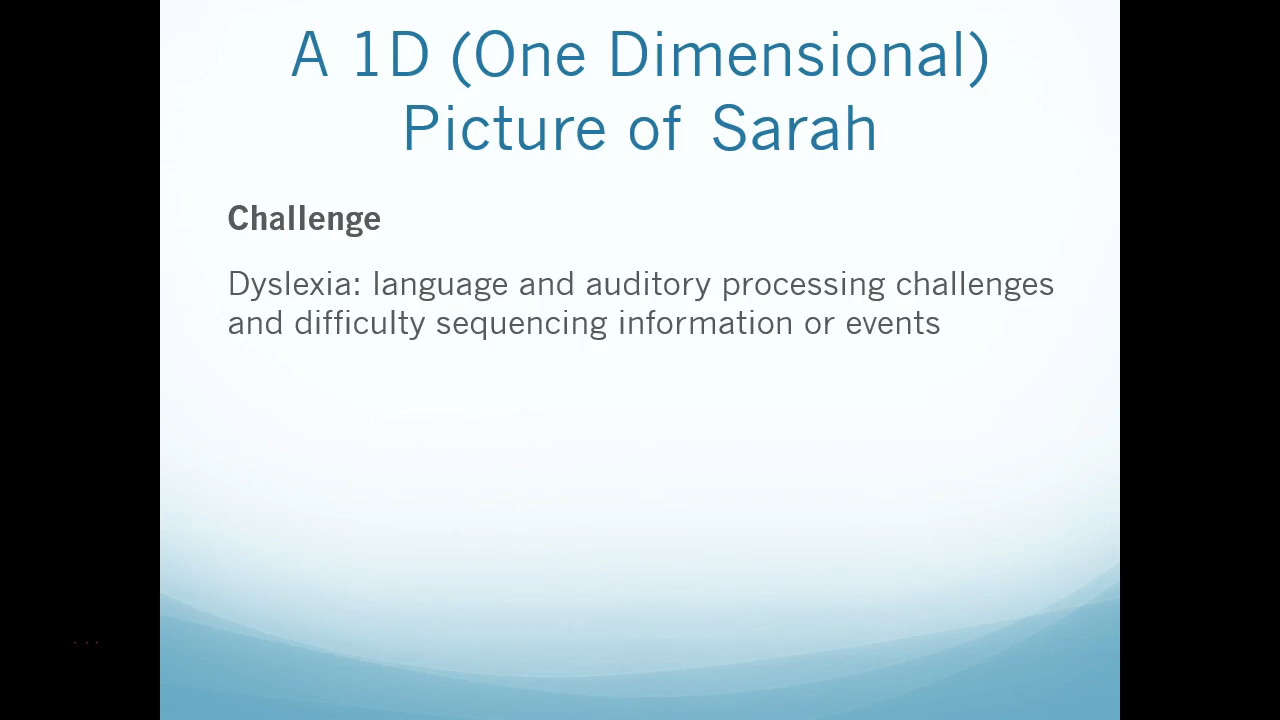 A 1D (One Dimensional)
Picture of Sarah
Challenge
Dyslexia: language and auditory processing challenges
and difficulty sequencing information or events